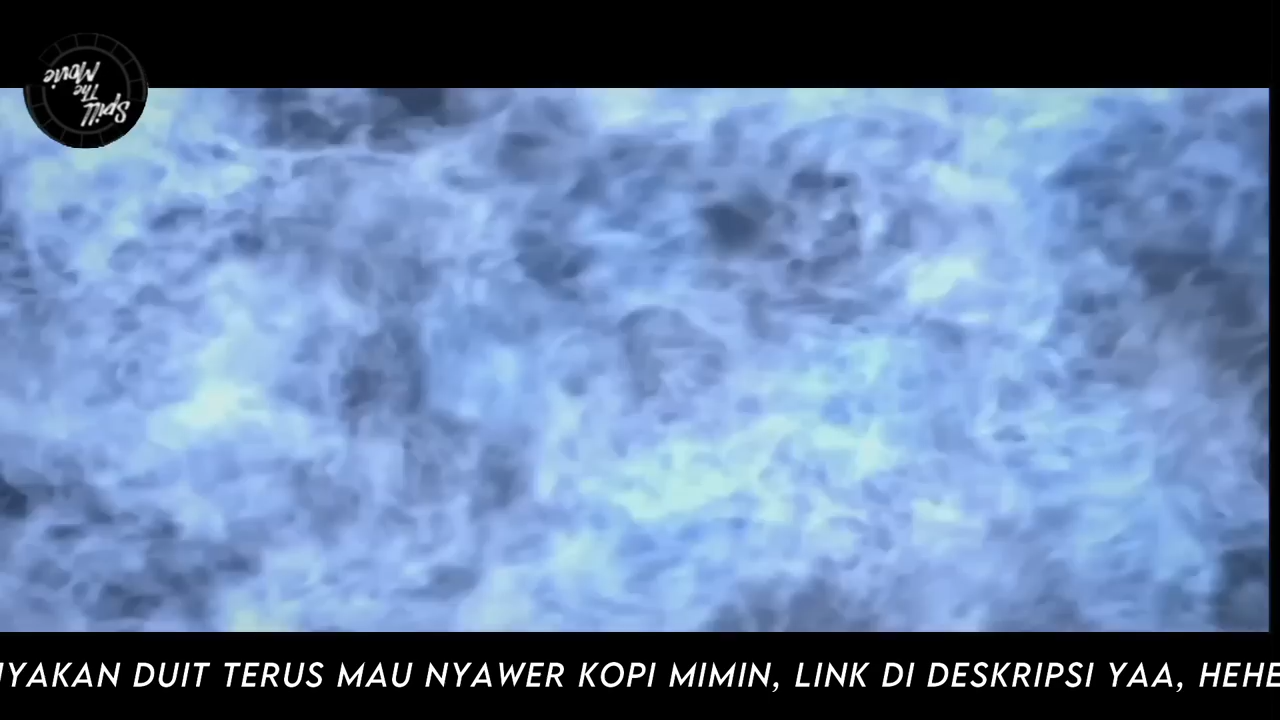 Spill
The
Movie
NYAKAN DUIT TERUS MAU NYAWER KOPI MIMIN, LINK DI DESKRIPSI YAA, HEHE